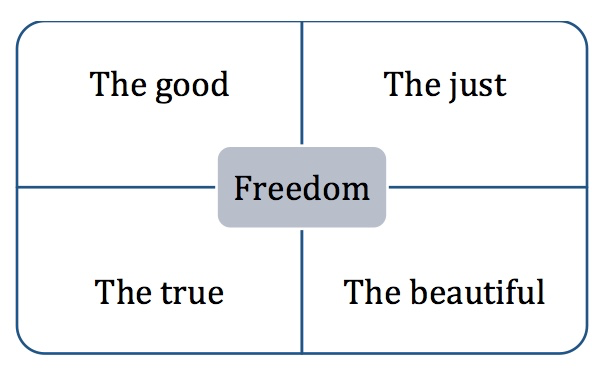 The good
The just
Freedom
The true
The beautiful